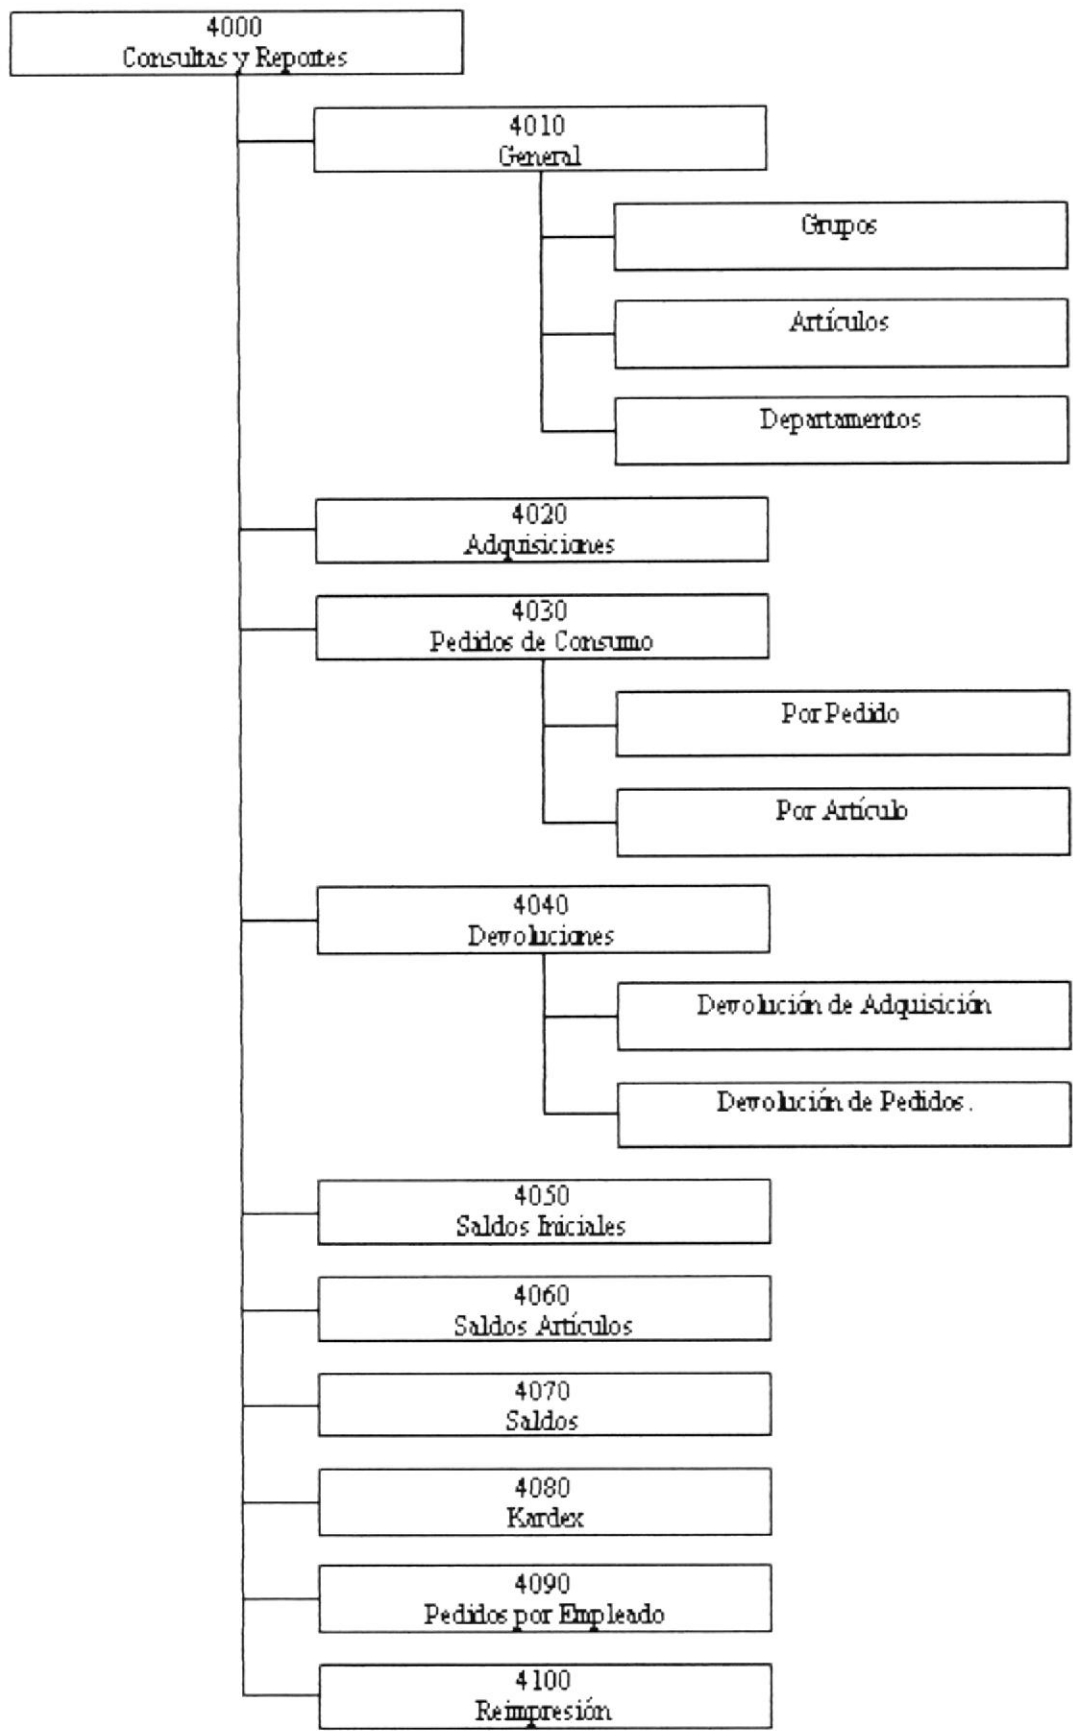 4000
Consultas y Reportes
4010
General
Grupos
Artículos
Departamentos
4020
Adquisiciones
4030
Pedidos de Consumo
Por Pedido
Por Artículo
4040
Devoluciones
Devolución de Adquisición
Devolución de Pedidos.
4050
Saldos Iniciales
4060
Saldos Artículos
4070
Saldos
4080
Kardex
4090
Pedidos por Empleado
4100
Reimpresión